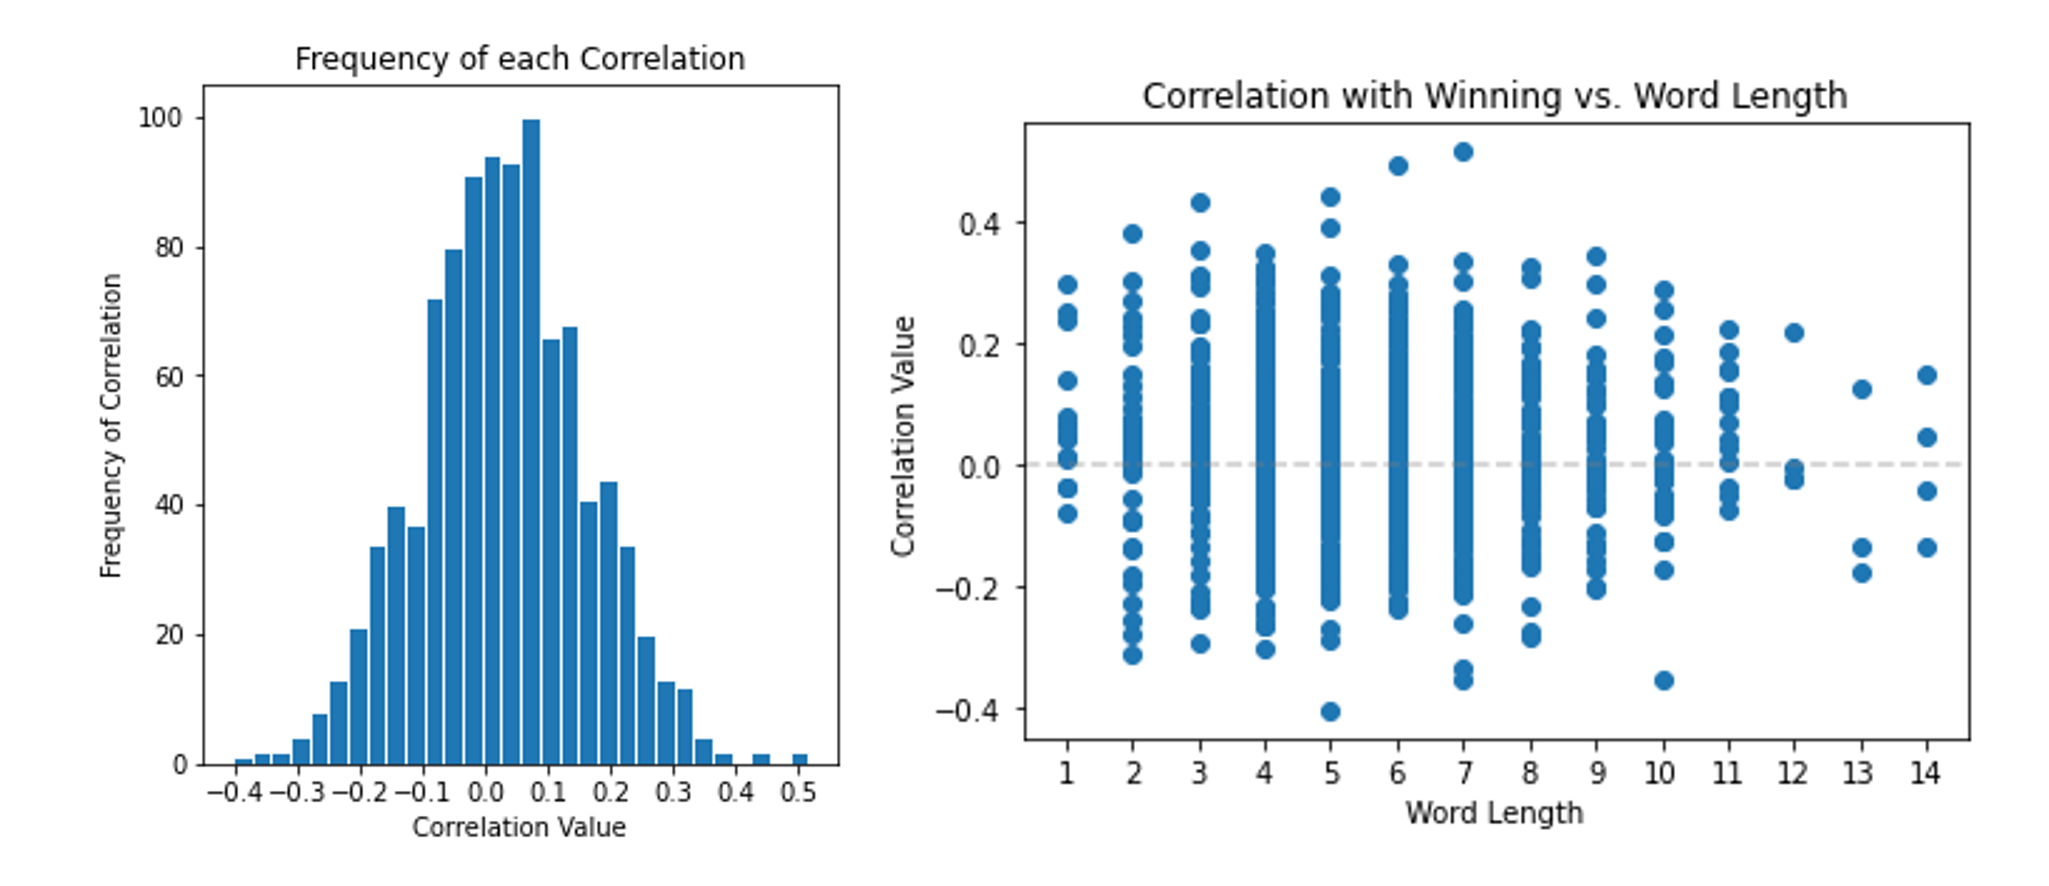 Frequency of each Correlation
100
80
60
40
20
0
Frequency of Correlation
−0.4 −0.3 −0.2 −0.1 0.0 0.1 0.2 0.3 0.4 0.5
Correlation Value
Correlation with Winning vs. Word Length
0.4
0.2
0.0
−0.2
−0.4
Correlation Value
1 2 3 4 5 6 7 8 9 10 11 12 13 14
Word Length